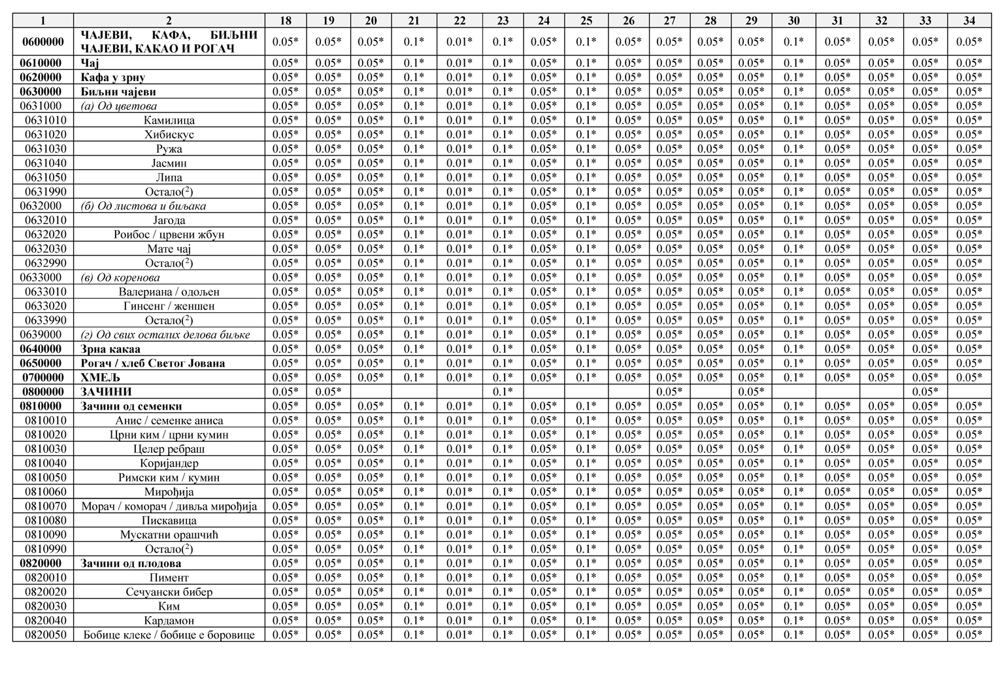 1 2 18 19 20 21 22 23 24 25 26 27 28 29 30 31 32 33 34
0600000 ЧАЈЕВИ, КАФА, БИЉНИ
ЧАЈЕВИ, КАКАО И РОГАЧ 0.05* 0.05* 0.05* 0.1* 0.01* 0.1* 0.05* 0.1* 0.05* 0.05* 0.05* 0.05* 0.1* 0.05* 0.05* 0.05* 0.05*
0610000 Чај 0.05* 0.05* 0.05* 0.1* 0.01* 0.1* 0.05* 0.1* 0.05* 0.05* 0.05* 0.05* 0.1* 0.05* 0.05* 0.05* 0.05*
0620000 Кафа у зрну 0.05* 0.05* 0.05* 0.1* 0.01* 0.1* 0.05* 0.1* 0.05* 0.05* 0.05* 0.05* 0.1* 0.05* 0.05* 0.05* 0.05*
0630000 Биљни чајеви 0.05* 0.05* 0.05* 0.1* 0.01* 0.1* 0.05* 0.1* 0.05* 0.05* 0.05* 0.05* 0.1* 0.05* 0.05* 0.05* 0.05*
0631000 (а) Од цветова 0.05* 0.05* 0.05* 0.1* 0.01* 0.1* 0.05* 0.1* 0.05* 0.05* 0.05* 0.05* 0.1* 0.05* 0.05* 0.05* 0.05*
0631010 Камилица 0.05* 0.05* 0.05* 0.1* 0.01* 0.1* 0.05* 0.1* 0.05* 0.05* 0.05* 0.05* 0.1* 0.05* 0.05* 0.05* 0.05*
0631020 Хибискус 0.05* 0.05* 0.05* 0.1* 0.01* 0.1* 0.05* 0.1* 0.05* 0.05* 0.05* 0.05* 0.1* 0.05* 0.05* 0.05* 0.05*
0631030 Ружа 0.05* 0.05* 0.05* 0.1* 0.01* 0.1* 0.05* 0.1* 0.05* 0.05* 0.05* 0.05* 0.1* 0.05* 0.05* 0.05* 0.05*
0631040 Јасмин 0.05* 0.05* 0.05* 0.1* 0.01* 0.1* 0.05* 0.1* 0.05* 0.05* 0.05* 0.05* 0.1* 0.05* 0.05* 0.05* 0.05*
0631050 Липа 0.05* 0.05* 0.05* 0.1* 0.01* 0.1* 0.05* 0.1* 0.05* 0.05* 0.05* 0.05* 0.1* 0.05* 0.05* 0.05* 0.05*
0631990 Остало(²) 0.05* 0.05* 0.05* 0.1* 0.01* 0.1* 0.05* 0.1* 0.05* 0.05* 0.05* 0.05* 0.1* 0.05* 0.05* 0.05* 0.05*
0632000 (б) Од листова и биљака 0.05* 0.05* 0.05* 0.1* 0.01* 0.1* 0.05* 0.1* 0.05* 0.05* 0.05* 0.05* 0.1* 0.05* 0.05* 0.05* 0.05*
0632010 Јагода 0.05* 0.05* 0.05* 0.1* 0.01* 0.1* 0.05* 0.1* 0.05* 0.05* 0.05* 0.05* 0.1* 0.05* 0.05* 0.05* 0.05*
0632020 Роибос / црвени жбун 0.05* 0.05* 0.05* 0.1* 0.01* 0.1* 0.05* 0.1* 0.05* 0.05* 0.05* 0.05* 0.1* 0.05* 0.05* 0.05* 0.05*
0632030 Мате чај 0.05* 0.05* 0.05* 0.1* 0.01* 0.1* 0.05* 0.1* 0.05* 0.05* 0.05* 0.05* 0.1* 0.05* 0.05* 0.05* 0.05*
0632990 Остало(²) 0.05* 0.05* 0.05* 0.1* 0.01* 0.1* 0.05* 0.1* 0.05* 0.05* 0.05* 0.05* 0.1* 0.05* 0.05* 0.05* 0.05*
0633000 (в) Од коренова 0.05* 0.05* 0.05* 0.1* 0.01* 0.1* 0.05* 0.1* 0.05* 0.05* 0.05* 0.05* 0.1* 0.05* 0.05* 0.05* 0.05*
0633010 Валериана / одољен 0.05* 0.05* 0.05* 0.1* 0.01* 0.1* 0.05* 0.1* 0.05* 0.05* 0.05* 0.05* 0.1* 0.05* 0.05* 0.05* 0.05*
0633020 Гинсенг / женшен 0.05* 0.05* 0.05* 0.1* 0.01* 0.1* 0.05* 0.1* 0.05* 0.05* 0.05* 0.05* 0.1* 0.05* 0.05* 0.05* 0.05*
0633990 Остало(²) 0.05* 0.05* 0.05* 0.1* 0.01* 0.1* 0.05* 0.1* 0.05* 0.05* 0.05* 0.05* 0.1* 0.05* 0.05* 0.05* 0.05*
0639000 (г) Од свих осталих делова биљке 0.05* 0.05* 0.05* 0.1* 0.01* 0.1* 0.05* 0.1* 0.05* 0.05* 0.05* 0.05* 0.1* 0.05* 0.05* 0.05* 0.05*
0640000 Зрна какаа 0.05* 0.05* 0.05* 0.1* 0.01* 0.1* 0.05* 0.1* 0.05* 0.05* 0.05* 0.05* 0.1* 0.05* 0.05* 0.05* 0.05*
0650000 Рогач / хлеб Светог Јована 0.05* 0.05* 0.05* 0.1* 0.01* 0.1* 0.05* 0.1* 0.05* 0.05* 0.05* 0.05* 0.1* 0.05* 0.05* 0.05* 0.05*
0700000 ХМЕЉ 0.05* 0.05* 0.05* 0.1* 0.01* 0.1* 0.05* 0.1* 0.05* 0.05* 0.05* 0.05* 0.1* 0.05* 0.05* 0.05* 0.05*
0800000 ЗАЧИНИ 0.05* 0.05* 0.1* 0.05* 0.05* 0.05*
0810000 Зачини од семенки 0.05* 0.05* 0.05* 0.1* 0.01* 0.1* 0.05* 0.1* 0.05* 0.05* 0.05* 0.05* 0.1* 0.05* 0.05* 0.05* 0.05*
0810010 Анис / семенке аниса 0.05* 0.05* 0.05* 0.1* 0.01* 0.1* 0.05* 0.1* 0.05* 0.05* 0.05* 0.05* 0.1* 0.05* 0.05* 0.05* 0.05*
0810020 Црни ким / црни кумин 0.05* 0.05* 0.05* 0.1* 0.01* 0.1* 0.05* 0.1* 0.05* 0.05* 0.05* 0.05* 0.1* 0.05* 0.05* 0.05* 0.05*
0810030 Целер ребраш 0.05* 0.05* 0.05* 0.1* 0.01* 0.1* 0.05* 0.1* 0.05* 0.05* 0.05* 0.05* 0.1* 0.05* 0.05* 0.05* 0.05*
0810040 Коријандер 0.05* 0.05* 0.05* 0.1* 0.01* 0.1* 0.05* 0.1* 0.05* 0.05* 0.05* 0.05* 0.1* 0.05* 0.05* 0.05* 0.05*
0810050 Римски ким / кумин 0.05* 0.05* 0.05* 0.1* 0.01* 0.1* 0.05* 0.1* 0.05* 0.05* 0.05* 0.05* 0.1* 0.05* 0.05* 0.05* 0.05*
0810060 Мирођија 0.05* 0.05* 0.05* 0.1* 0.01* 0.1* 0.05* 0.1* 0.05* 0.05* 0.05* 0.05* 0.1* 0.05* 0.05* 0.05* 0.05*
0810070 Морач / коморач / дивља мирођија 0.05* 0.05* 0.05* 0.1* 0.01* 0.1* 0.05* 0.1* 0.05* 0.05* 0.05* 0.05* 0.1* 0.05* 0.05* 0.05* 0.05*
0810080 Пискавица 0.05* 0.05* 0.05* 0.1* 0.01* 0.1* 0.05* 0.1* 0.05* 0.05* 0.05* 0.05* 0.1* 0.05* 0.05* 0.05* 0.05*
0810090 Мускатни орашчић 0.05* 0.05* 0.05* 0.1* 0.01* 0.1* 0.05* 0.1* 0.05* 0.05* 0.05* 0.05* 0.1* 0.05* 0.05* 0.05* 0.05*
0810990 Остало(²) 0.05* 0.05* 0.05* 0.1* 0.01* 0.1* 0.05* 0.1* 0.05* 0.05* 0.05* 0.05* 0.1* 0.05* 0.05* 0.05* 0.05*
0820000 Зачини од плодова 0.05* 0.05* 0.05* 0.1* 0.01* 0.1* 0.05* 0.1* 0.05* 0.05* 0.05* 0.05* 0.1* 0.05* 0.05* 0.05* 0.05*
0820010 Пимент 0.05* 0.05* 0.05* 0.1* 0.01* 0.1* 0.05* 0.1* 0.05* 0.05* 0.05* 0.05* 0.1* 0.05* 0.05* 0.05* 0.05*
0820020 Сечуански бибер 0.05* 0.05* 0.05* 0.1* 0.01* 0.1* 0.05* 0.1* 0.05* 0.05* 0.05* 0.05* 0.1* 0.05* 0.05* 0.05* 0.05*
0820030 Ким 0.05* 0.05* 0.05* 0.1* 0.01* 0.1* 0.05* 0.1* 0.05* 0.05* 0.05* 0.05* 0.1* 0.05* 0.05* 0.05* 0.05*
0820040 Кардамон 0.05* 0.05* 0.05* 0.1* 0.01* 0.1* 0.05* 0.1* 0.05* 0.05* 0.05* 0.05* 0.1* 0.05* 0.05* 0.05* 0.05*
0820050 Бобице клеке / бобице е боровице 0.05* 0.05* 0.05* 0.1* 0.01* 0.1* 0.05* 0.1* 0.05* 0.05* 0.05* 0.05* 0.1* 0.05* 0.05* 0.05* 0.05*